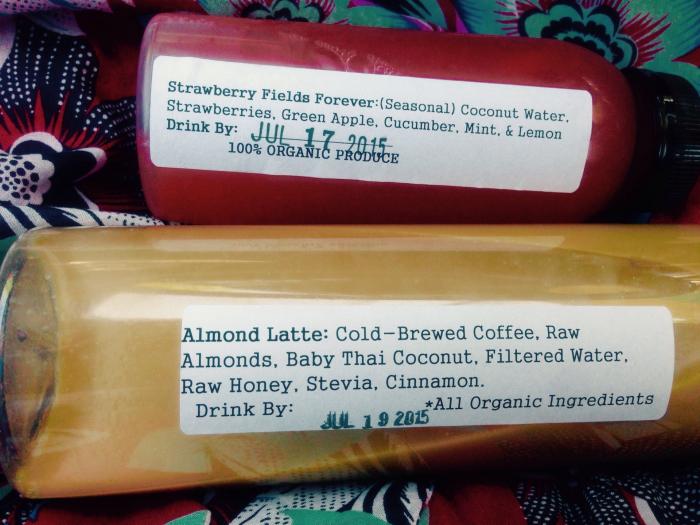 Strawberry Fields Forever:(Seasonal) Coconut Water,
Strawberries, Green Apple, Cucumber, Mint, & Lemon
Drink By: JUL 17 2015
100% ORGANIC PRODUCE
Almond Latte: Cold-Brewed Coffee, Raw
Almonds, Baby Thai Coconut, Filtered Water,
Raw Honey, Stevia, Cinnamon.
*All Organic Ingredients
Drink By: JUL 19 2015